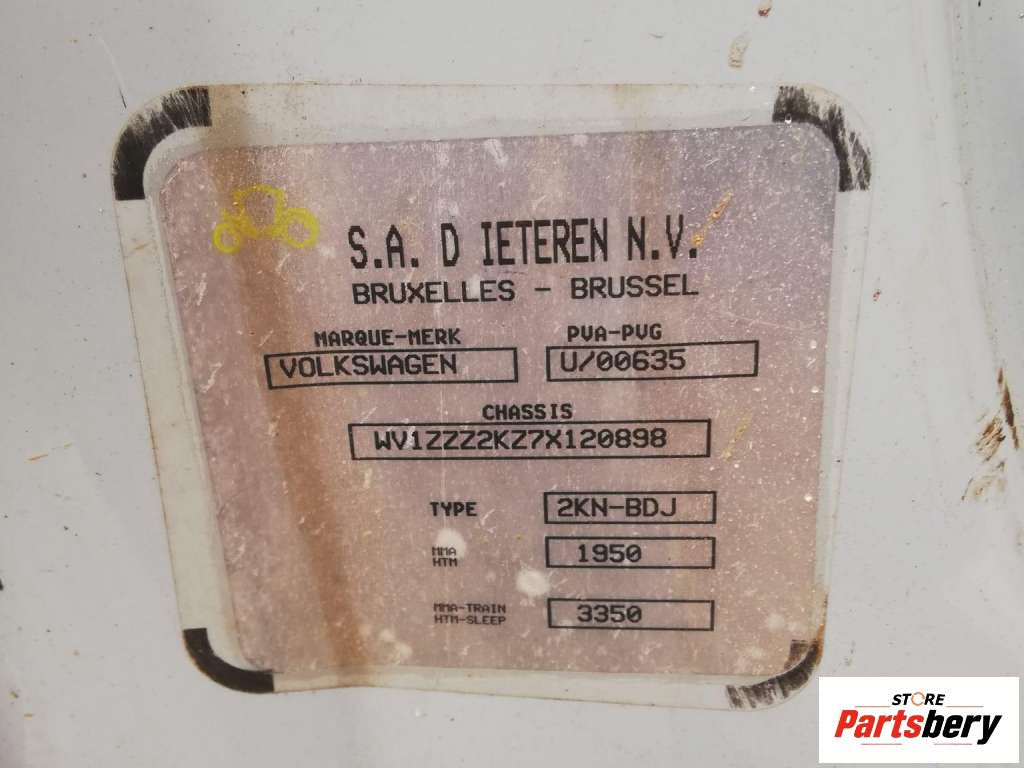 S.A. D IETEREN N.V.
BRUXELLES - BRUSSEL
MARQUE-MERK PVA-PVG
VOLKSWAGEN U/00635
CHASSIS
WV1ZZZ2KZ7X120898
TYPE 2KN-BDJ
MMA
HTM
1950
MMA-TRAIN
HTM-SLEEP
3350
STORE
Partsbery